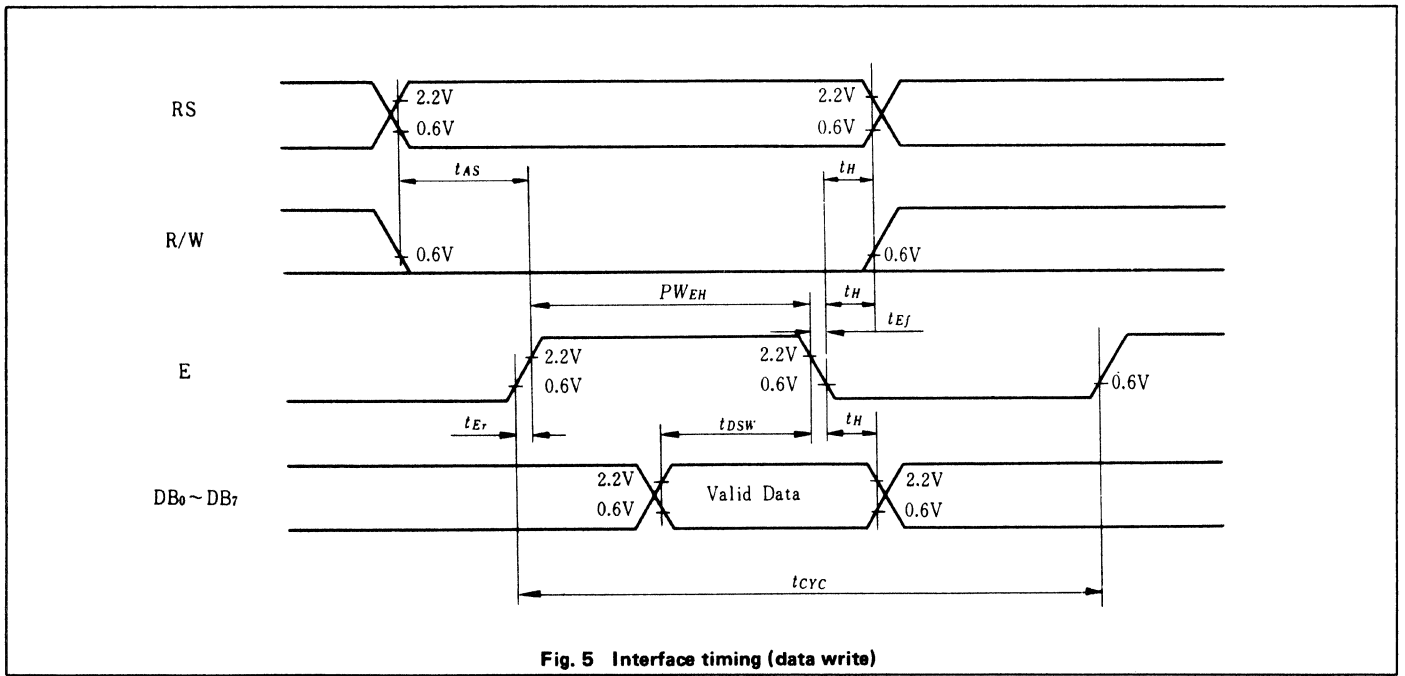 RS
2.2V
0.6V
2.2V
0.6V
tAS
tH
R/W
0.6V
0.6V
PWEH
tH
tEf
E
2.2V
0.6V
2.2V
0.6V
0.6V
tEr
tDSW
tH
DB0~DB7
2.2V
0.6V
Valid Data
2.2V
0.6V
tCYC
Fig. 5 Interface timing (data write)